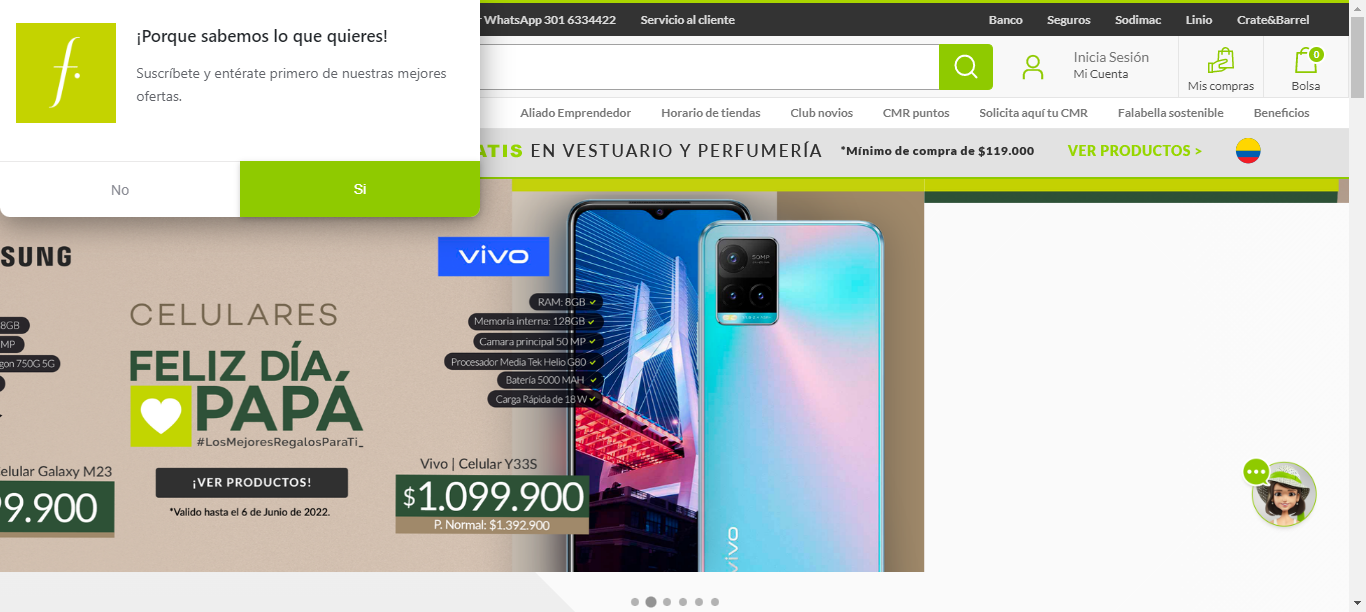 ¡Porque sabemos lo que quieres!
Suscríbete y entérate primero de nuestras mejores
ofertas.
No
Si
WhatsApp 301 6334422
Servicio al cliente
Banco
Seguros
Sodimac
Linio
Crate&Barrel
Inicia Sesión
Mi Cuenta
Mis compras
0
Bolsa
Aliado Emprendedor
Horario de tiendas
Club novios
CMR puntos
Solicita aquí tu CMR
Falabella sostenible
Beneficios
ATIS EN VESTUARIO Y PERFUMERÍA
*Mínimo de compra de $119.000
VER PRODUCTOS >
SUNG
8GB
MP
gon 750G 5G
elular Galaxy M23
99.900
CELULARES
FELIZ DÍA
PAPÁ
#LosMejoresRegalosParaTi_
¡VER PRODUCTOS!
*Valido hasta el 6 de Junio de 2022.
vivo
RAM: 8GB
Memoria interna: 128GB
Camara principal 50 MP
Procesador Media Tek Helio G80
Batería 5000 MAH
Carga Rápida de 18 W
Vivo | Celular Y33S
$1.099.900
P. Normal: $1.392.900
50MP
vivo